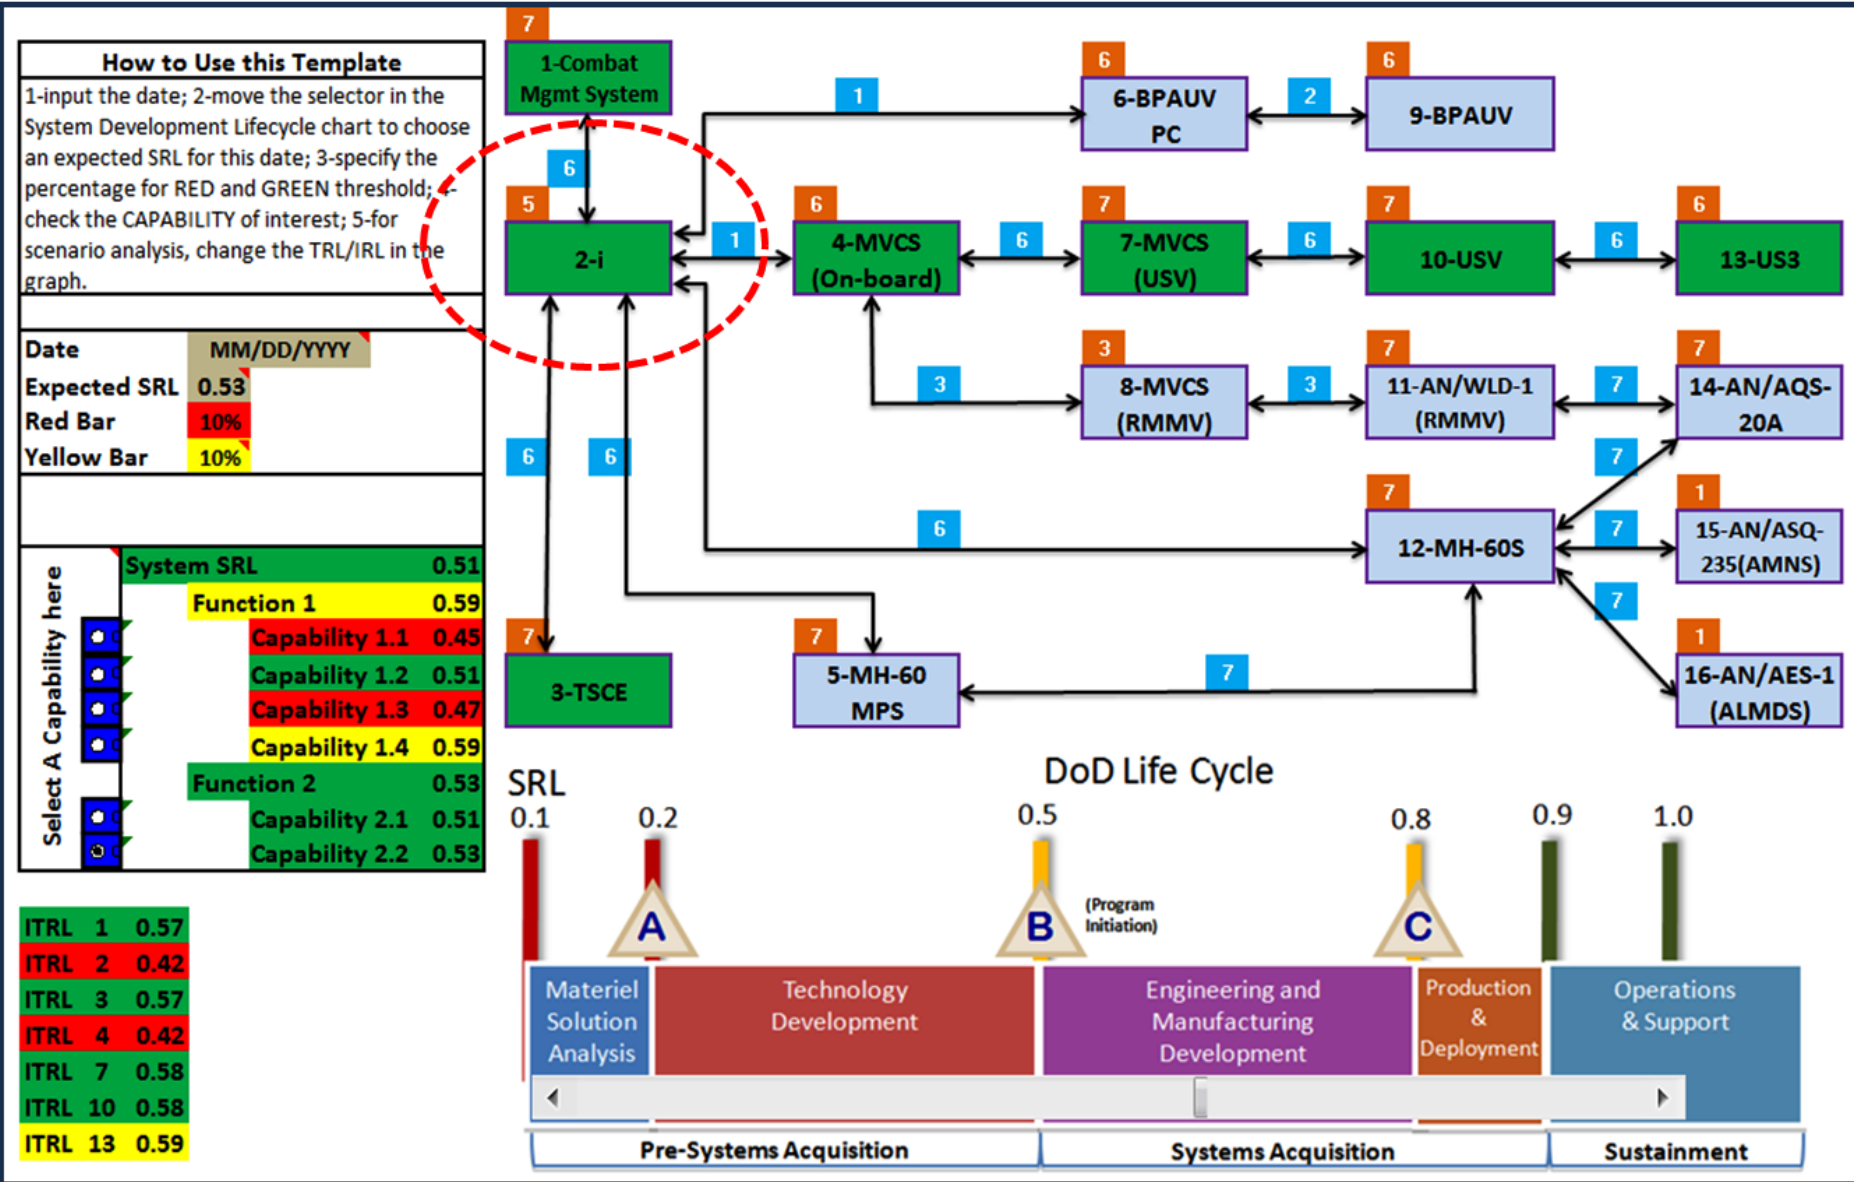 How to Use this Template
1-input the date; 2-move the selector in the
System Development Lifecycle chart to choose
an expected SRL for this date; 3-specify the
percentage for RED and GREEN threshold; 4-
check the CAPABILITY of interest; 5-for
scenario analysis, change the TRL/IRL in the
graph.
Date MM/DD/YYYY
Expected SRL 0.53
Red Bar 10%
Yellow Bar 10%
Select A Capability here
System SRL 0.51
Function 1 0.59
Capability 1.1 0.45
Capability 1.2 0.51
Capability 1.3 0.47
Capability 1.4 0.59
Function 2 0.53
Capability 2.1 0.51
Capability 2.2 0.53
ITRL 1 0.57
ITRL 2 0.42
ITRL 3 0.57
ITRL 4 0.42
ITRL 7 0.58
ITRL 10 0.58
ITRL 13 0.59
7
1-Combat
Mgmt System
6
5
2-i
1
1
6
6-BPAUV
PC
2
6
9-BPAUV
6
4-MVCS
(On-board)
6
7
7-MVCS
(USV)
6
7
10-USV
6
6
13-US3
3
3
8-MVCS
(RMMV)
3
7
11-AN/WLD-1
(RMMV)
7
7
14-AN/AQS-
20A
6
6
6
7
12-MH-60S
7
7
7
1
15-AN/ASQ-
235(AMNS)
1
16-AN/AES-1
(ALMDS)
7
3-TSCE
7
5-MH-60
MPS
7
DoD Life Cycle
SRL
0.1 0.2 0.5 0.8 0.9 1.0
A B C
(Program
Initiation)
Materiel
Solution
Analysis
Technology
Development
Engineering and
Manufacturing
Development
Production
&
Deployment
Operations
& Support
Pre-Systems Acquisition
Systems Acquisition
Sustainment